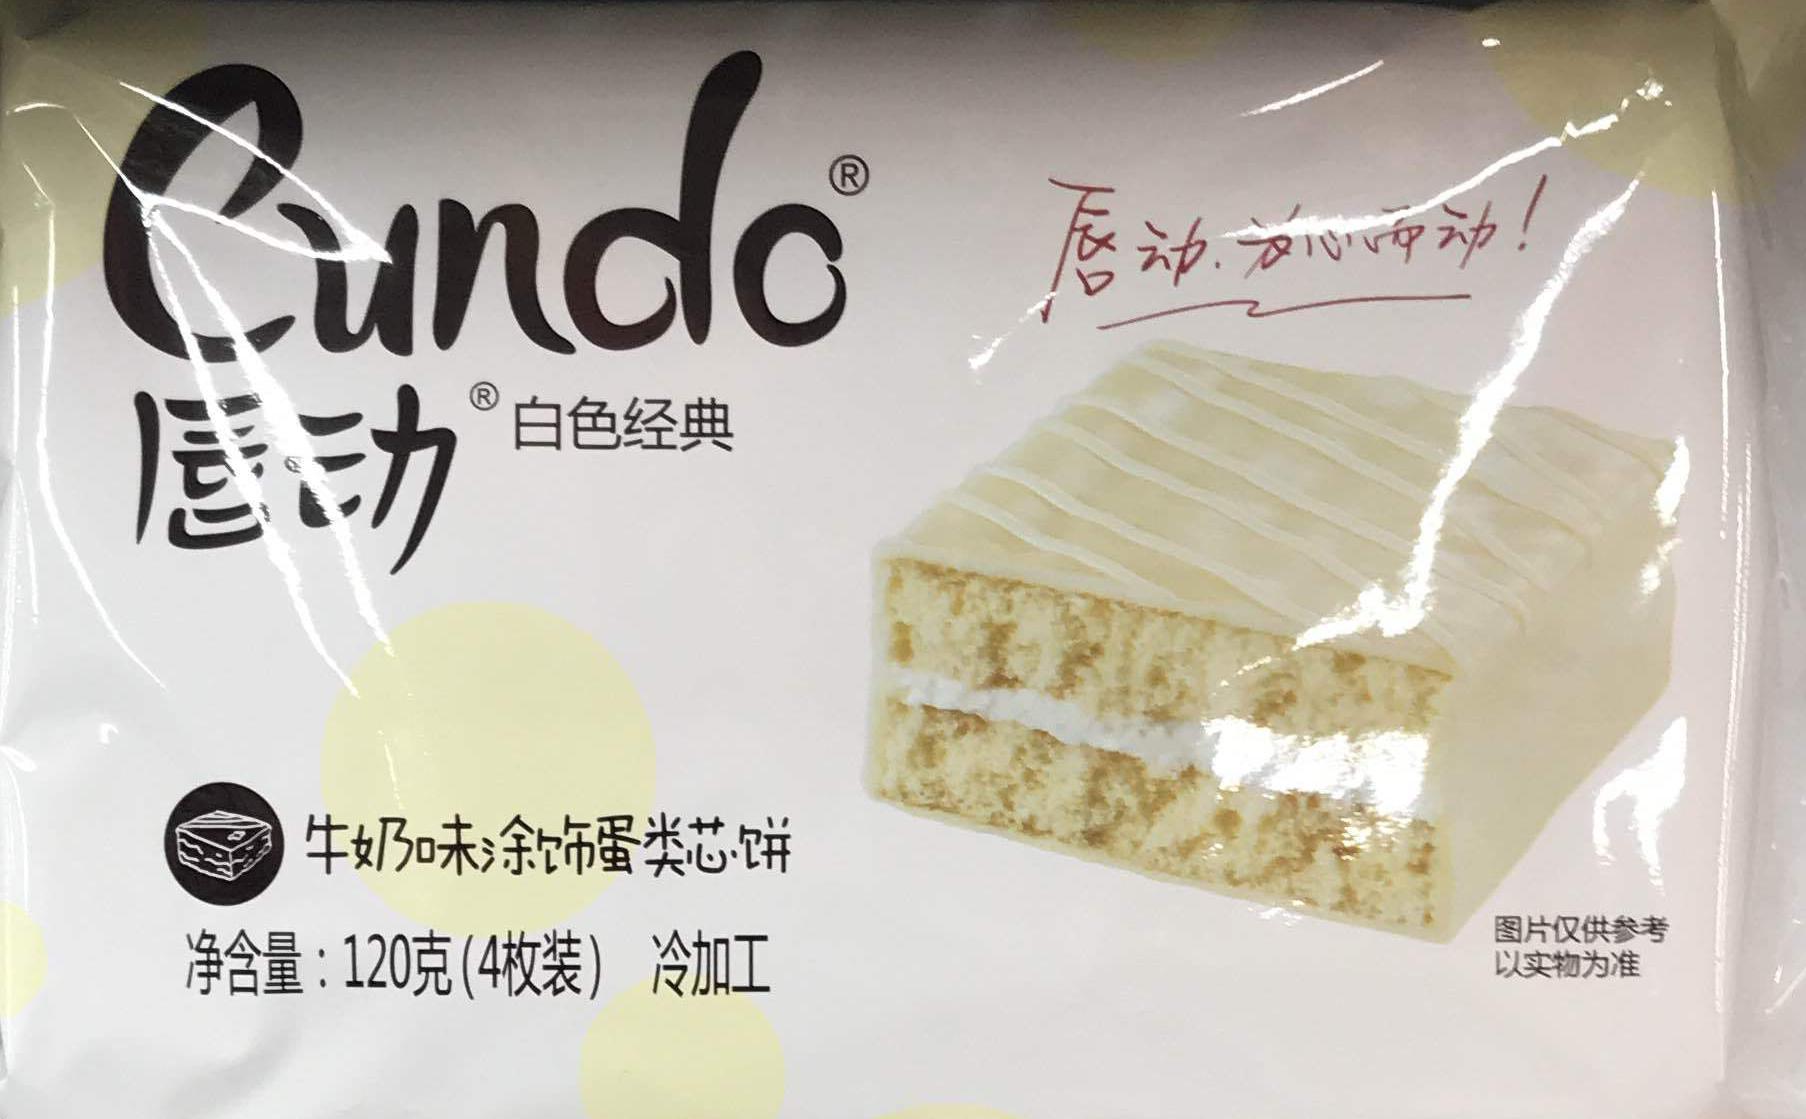 Cundo®
唇动®白色经典
唇动,为心而动!
牛奶味涂饰蛋类芯饼
净含量:120克(4枚装) 冷加工
图片仅供参考
以实物为准